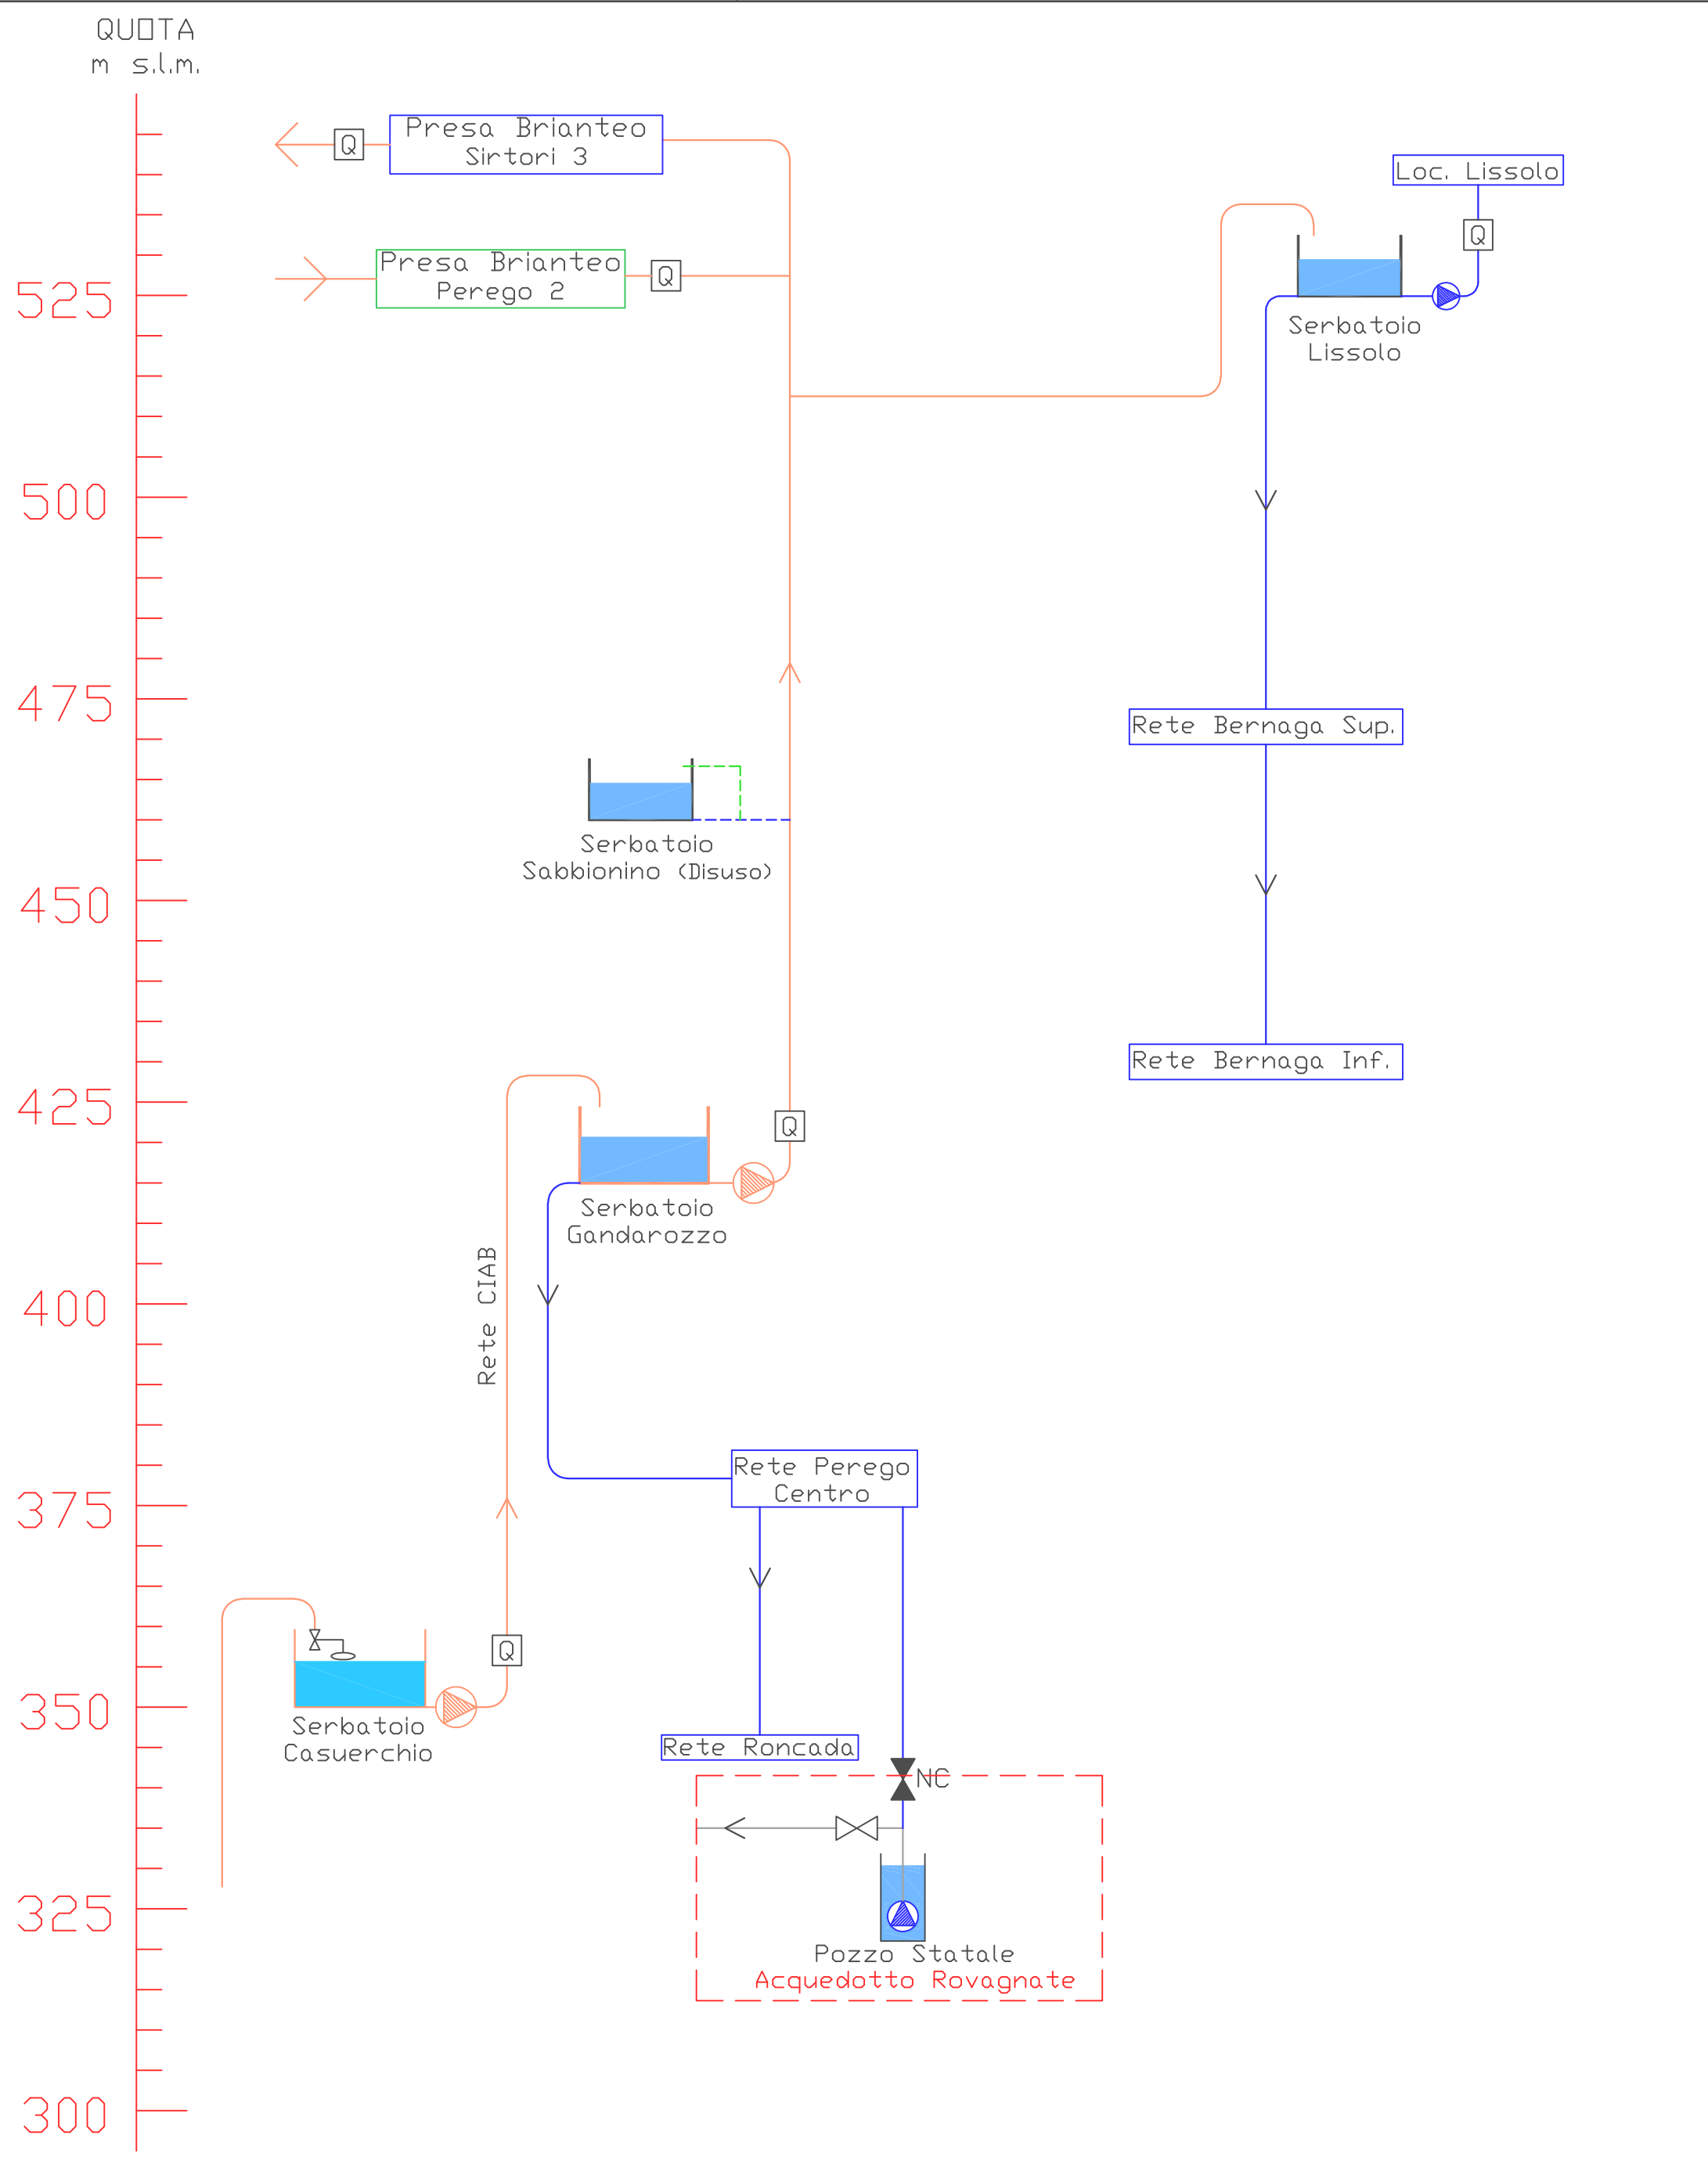 QUOTA
m s.l.m.
Presa Brianteo
Sirtori 3
Q
Loc. Lissolo
Q
Presa Brianteo
Perego 2
Q
525
Serbatoio
Lissolo
500
475
Rete Bernaga Sup.
Serbatoio
Sabbionino (Disuso)
450
Rete Bernaga Inf.
425
Q
Serbatoio
Gandarozzo
Rete CIAB
400
Rete Perego
Centro
375
Q
350
Serbatoio
Casuerchio
Rete Roncada
NC
325
Pozzo Statale
Acquedotto Rovagnate
300